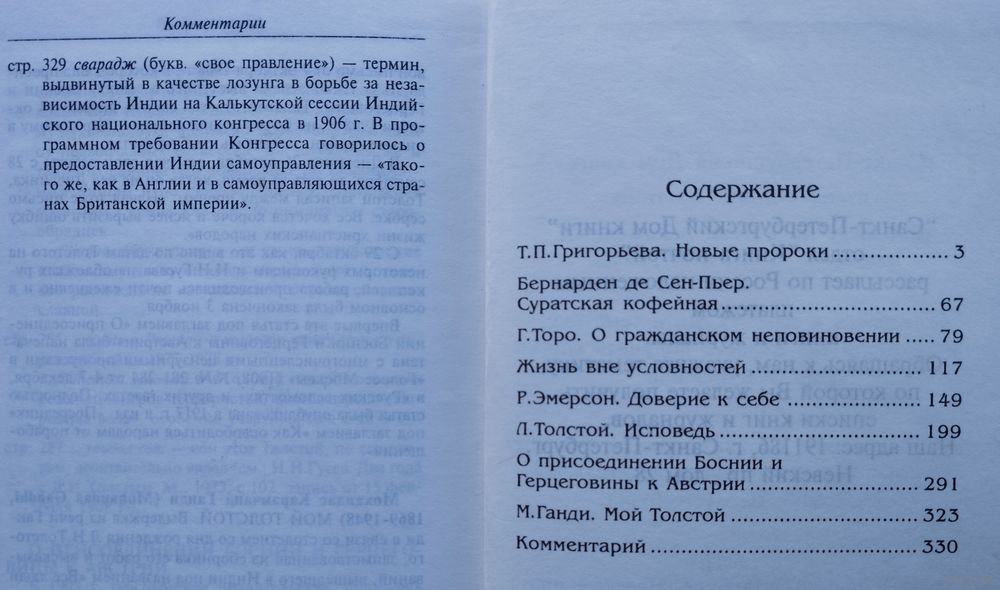 Комментарии
стр. 329 сварадж (букв. «свое правление») — термин,
выдвинутый в качестве лозунга в борьбе за неза-
висимость Индии на Калькутской сессии Индий-
ского национального конгресса в 1906 г. В про-
граммном требовании Конгресса говорилось о
предоставлении Индии самоуправления — «тако-
го же, как в Англии и в самоуправляющихся стра-
нах Британской империи».
Содержание
Т.П.Григорьева. Новые пророки ..................... 3
Бернарден де Сен-Пьер.
Суратская кофейная ..................................... 67
Г.Торо. О гражданском неповиновении ..... 79
Жизнь вне условностей ............................. 117
Р.Эмерсон. Доверие к себе ....................... 149
Л.Толстой. Исповедь .................................. 199
О присоединении Боснии и
Герцеговины к Австрии .............................. 291
М.Ганди. Мой Толстой ................................ 323
Комментарий ............................................. 330